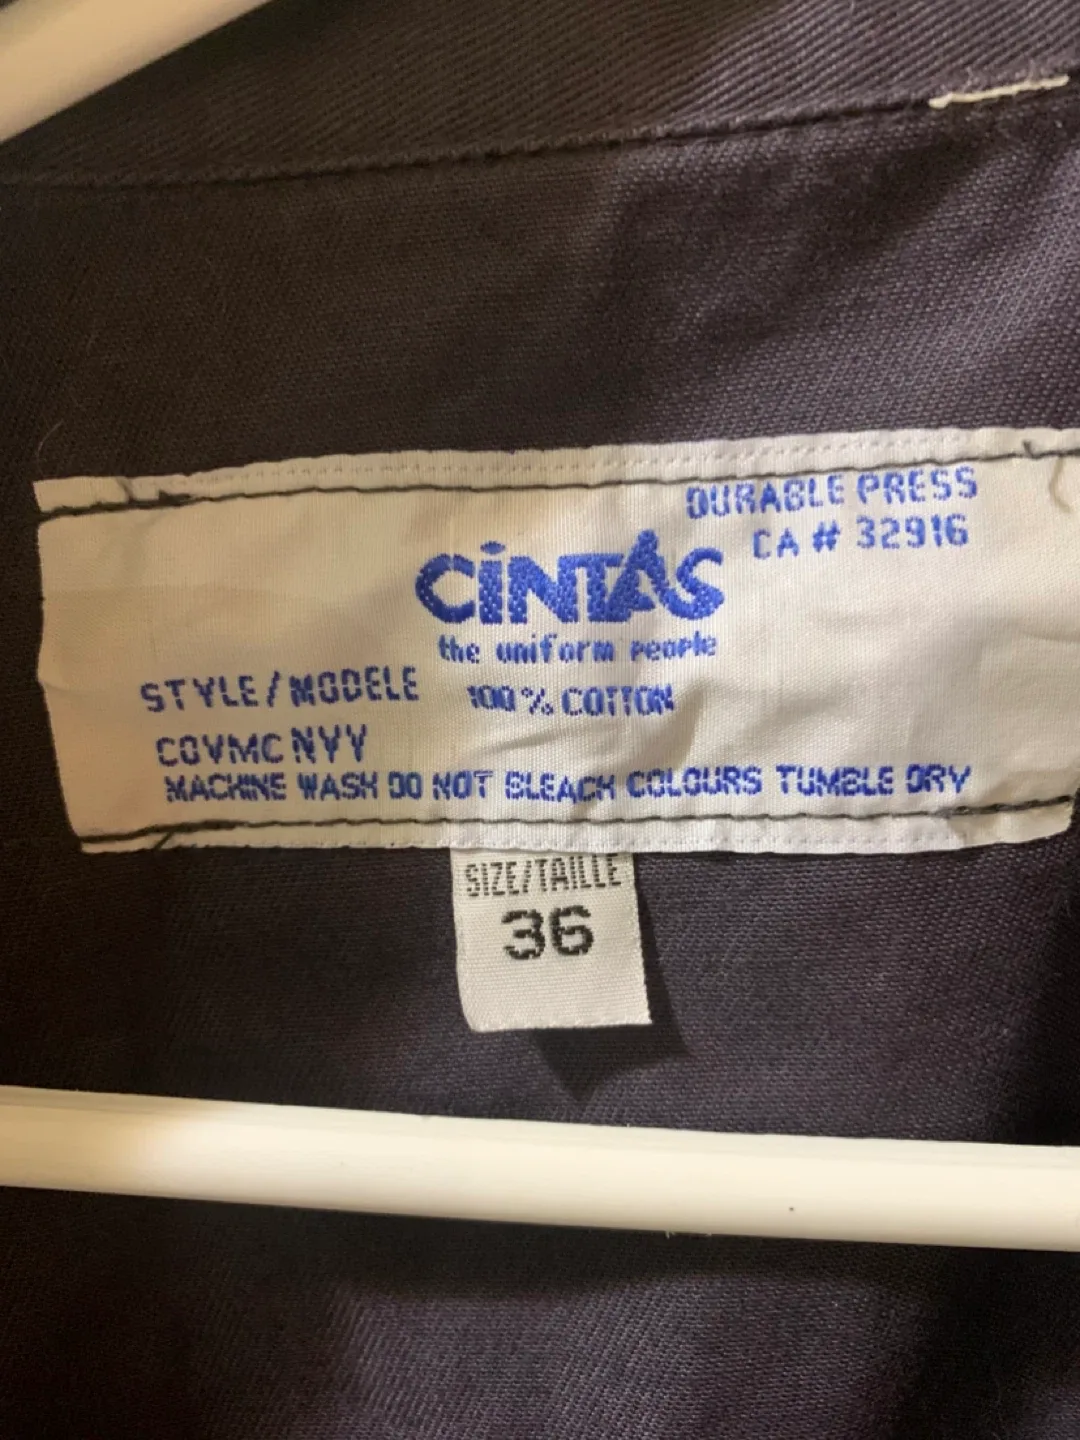 DURABLE PRESS
CA # 32916
CiNTAS
the uniform people
STYLE/MODELE 100% COTTON
COVMC NVY
MACHINE WASH DO NOT BLEACH COLOURS TUMBLE DRY
SIZE/TAILLE
36